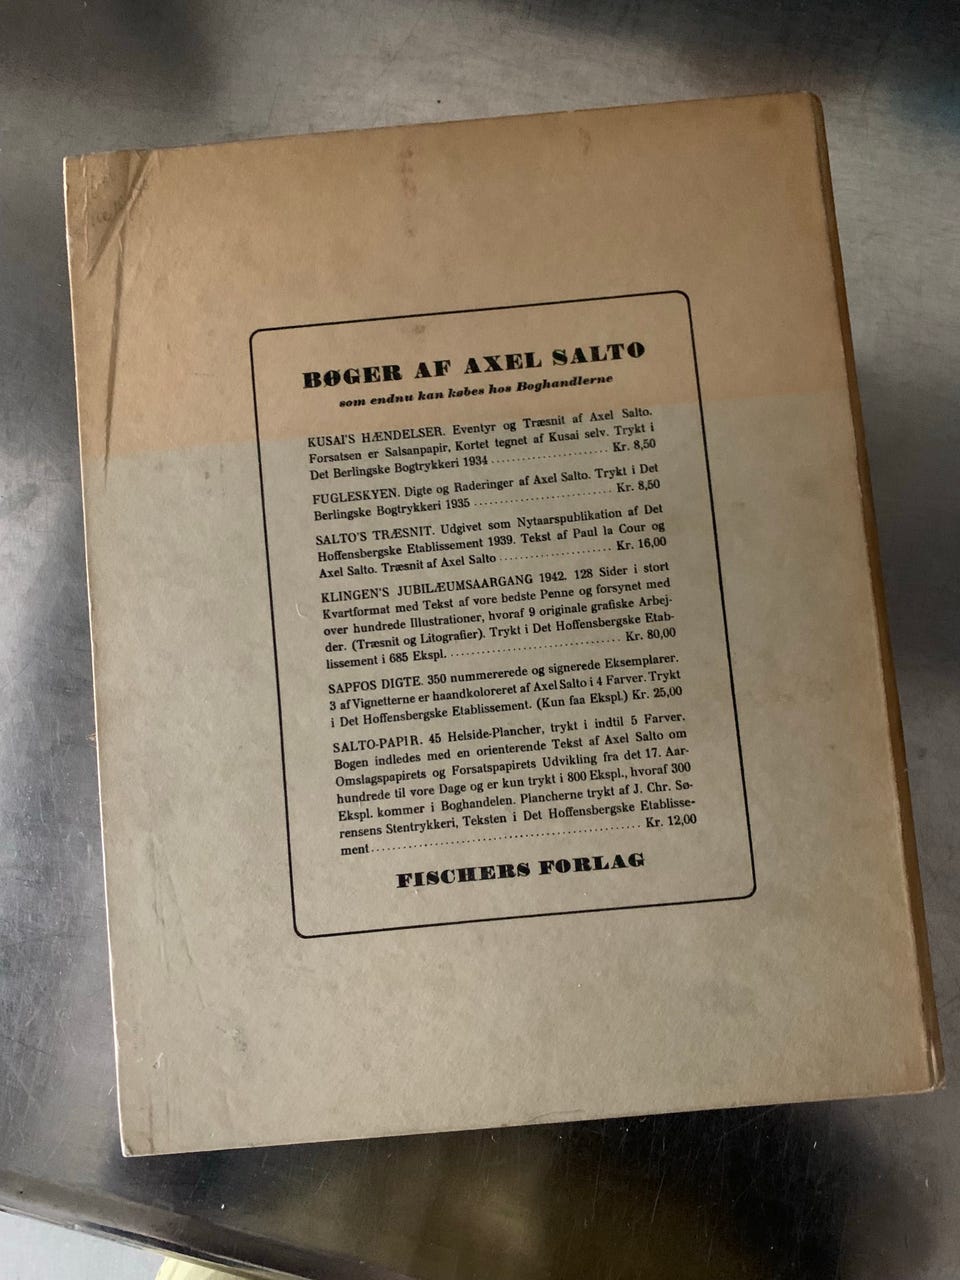 BØGER AF AXEL SALTO
som endnu kan købes hos Boghandlerne
KUSAI'S HÆNDELSER. Eventyr og Træsnit af Axel Salto.
Forsatsen er Salsanpapir, Kortet tegnet af Kusai selv. Trykt i
Det Berlingske Bogtrykkeri 1934 ..................... Kr. 8,50
FUGLESKYEN. Digte og Raderinger af Axel Salto. Trykt i Det
Berlingske Bogtrykkeri 1935 ........................ Kr. 8,50
SALTO'S TRÆSNIT. Udgivet som Nytaarspublikation af Det
Hoffensbergske Etablissement 1939. Tekst af Paul la Cour og
Axel Salto. Træsnit af Axel Salto .................... Kr. 16,00
KLINGEN'S JUBILÆUMSAARGANG 1942. 128 Sider i stort
Kvartformat med Tekst af vore bedste Penne og forsynet med
over hundrede Illustrationer, hvoraf 9 originale grafiske Arbej-
der. (Træsnit og Litografier). Trykt i Det Hoffensbergske Etab-
lissement i 685 Ekspl. .............................. Kr. 80,00
SAPFOS DIGTE. 350 nummererede og signerede Eksemplarer.
3 af Vignetterne er haandkoloreret af Axel Salto i 4 Farver. Trykt
i Det Hoffensbergske Etablissement. (Kun faa Ekspl.) Kr. 25,00
SALTO-PAPIR. 45 Helside-Plancher, trykt i indtil 5 Farver.
Bogen indledes med en orienterende Tekst af Axel Salto om
Omslagspapirets og Forsatspapirets Udvikling fra det 17. Aar-
hundrede til vore Dage og er kun trykt i 800 Ekspl., hvoraf 300
Ekspl. kommer i Boghandelen. Plancherne trykt af J. Chr. Sø-
rensens Stentrykkeri, Teksten i Det Hoffensbergske Etablisse-
ment ............................................... Kr. 12,00
FISCHERS FORLAG